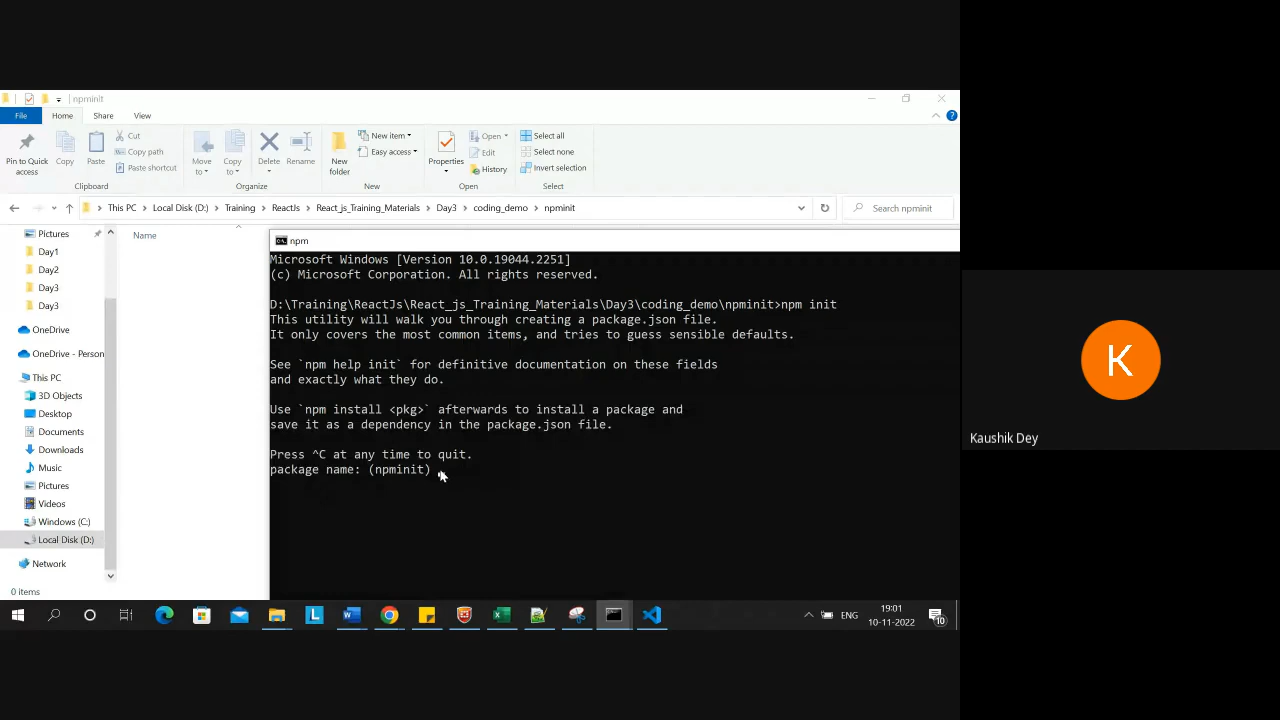 npminit
File
Home
Share
View
Pin to Quick access
Copy
Paste
Cut
Copy path
Paste shortcut
Clipboard
Move to
Copy to
Delete
Rename
Organize
New folder
New item
Easy access
New
Properties
Open
Edit
History
Open
Select all
Select none
Invert selection
Select
This PC
Local Disk (D:)
Training
ReactJs
React_js_Training_Materials
Day3
coding_demo
npminit
Search npminit
Pictures
Day1
Day2
Day3
Day3
OneDrive
OneDrive - Person
This PC
3D Objects
Desktop
Documents
Downloads
Music
Pictures
Videos
Windows (C:)
Local Disk (D:)
Network
0 items
Name
npm
Microsoft Windows [Version 10.0.19044.2251]
(c) Microsoft Corporation. All rights reserved.
D:\Training\ReactJs\React_js_Training_Materials\Day3\coding_demo\npminit>npm init
This utility will walk you through creating a package.json file.
It only covers the most common items, and tries to guess sensible defaults.
See `npm help init` for definitive documentation on these fields
and exactly what they do.
Use `npm install <pkg>` afterwards to install a package and
save it as a dependency in the package.json file.
Press ^C at any time to quit.
package name: (npminit)
ENG
19:01
10-11-2022
10
K
Kaushik Dey